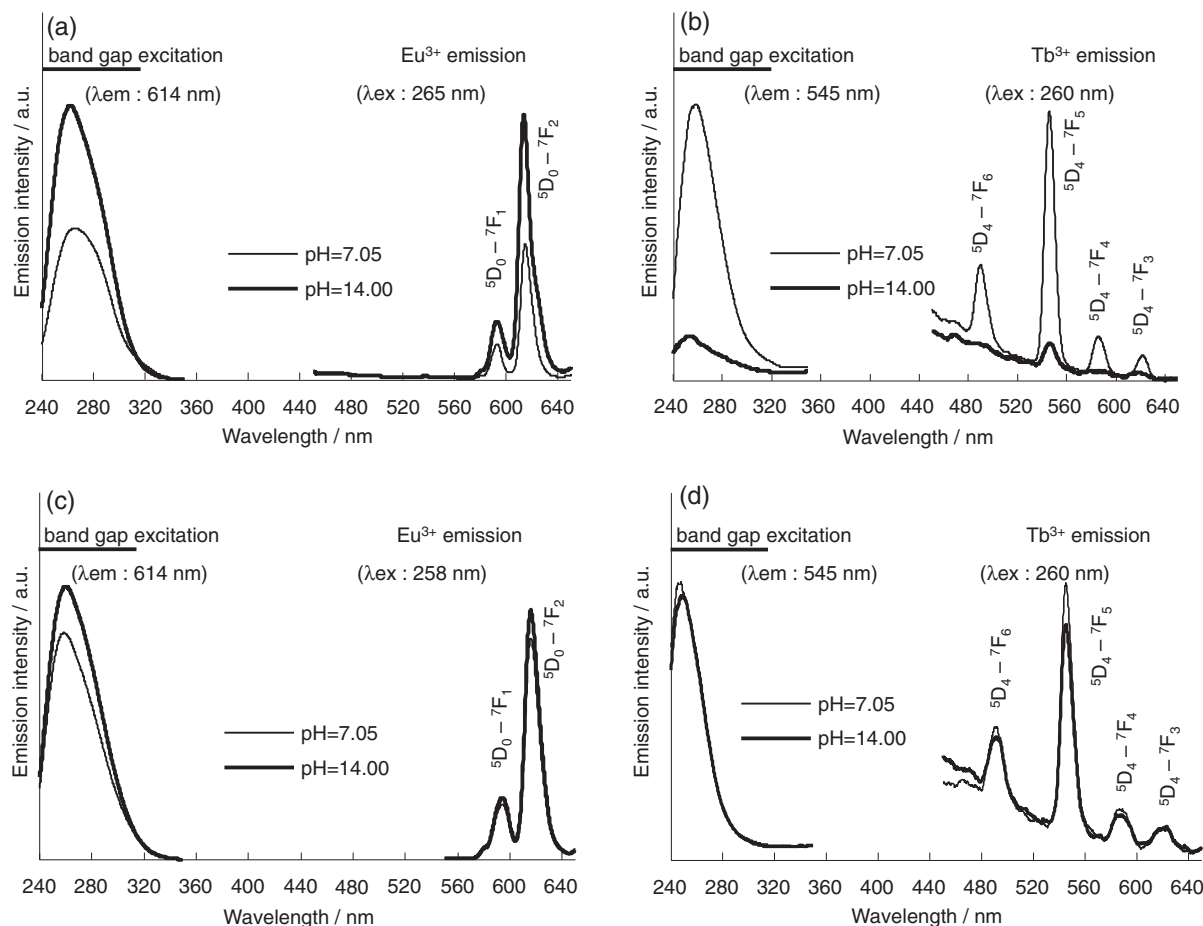 (a)
band gap excitation
Eu³⁺ emission
(λem : 614 nm)
(λex : 265 nm)
⁵D₀ – ⁷F₁
⁵D₀ – ⁷F₂
pH=7.05
pH=14.00
Emission intensity / a.u.
240 280 320 360 400 440 480 520 560 600 640
Wavelength / nm
(b)
band gap excitation
Tb³⁺ emission
(λem : 545 nm)
(λex : 260 nm)
⁵D₄ – ⁷F₆
⁵D₄ – ⁷F₅
⁵D₄ – ⁷F₄
⁵D₄ – ⁷F₃
pH=7.05
pH=14.00
Emission intensity / a.u.
240 280 320 360 400 440 480 520 560 600 640
Wavelength / nm
(c)
band gap excitation
Eu³⁺ emission
(λem : 614 nm)
(λex : 258 nm)
⁵D₀ – ⁷F₁
⁵D₀ – ⁷F₂
pH=7.05
pH=14.00
Emission intensity / a.u.
240 280 320 360 400 440 480 520 560 600 640
Wavelength / nm
(d)
band gap excitation
Tb³⁺ emission
(λem : 545 nm)
(λex : 260 nm)
⁵D₄ – ⁷F₆
⁵D₄ – ⁷F₅
⁵D₄ – ⁷F₄
⁵D₄ – ⁷F₃
pH=7.05
pH=14.00
Emission intensity / a.u.
240 280 320 360 400 440 480 520 560 600 640
Wavelength / nm